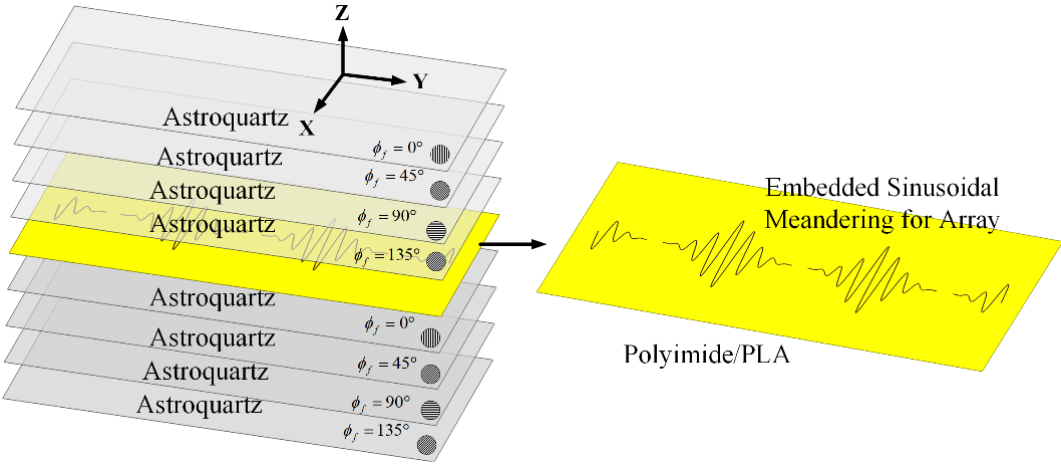 Z
Y
X
Astroquartz
ϕf = 0°
Astroquartz
ϕf = 45°
Astroquartz
ϕf = 90°
Astroquartz
ϕf = 135°
Astroquartz
ϕf = 0°
Astroquartz
ϕf = 45°
Astroquartz
ϕf = 90°
Astroquartz
ϕf = 135°
Embedded Sinusoidal
Meandering for Array
Polyimide/PLA